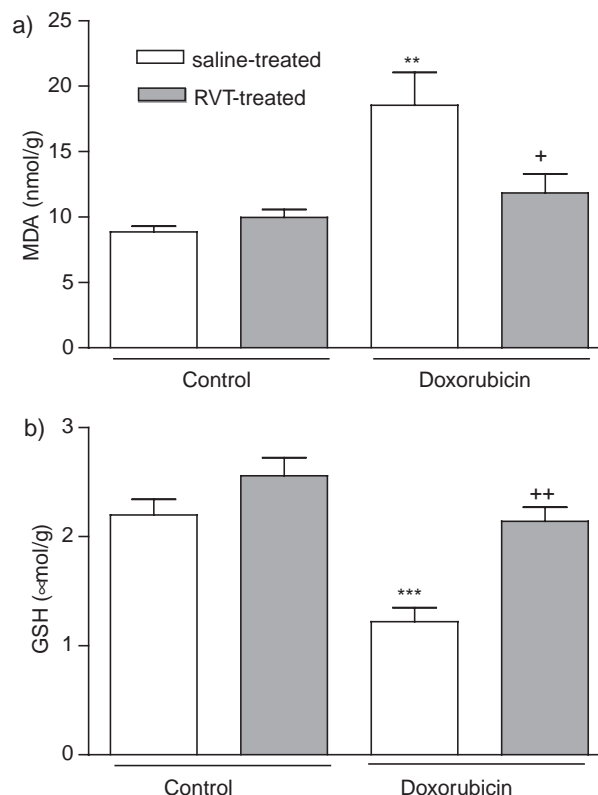 a)
25
20
15
10
5
0
MDA (nmol/g)
saline-treated
RVT-treated
**
+
Control
Doxorubicin
b)
3
2
1
0
GSH (∝mol/g)
***
++
Control
Doxorubicin